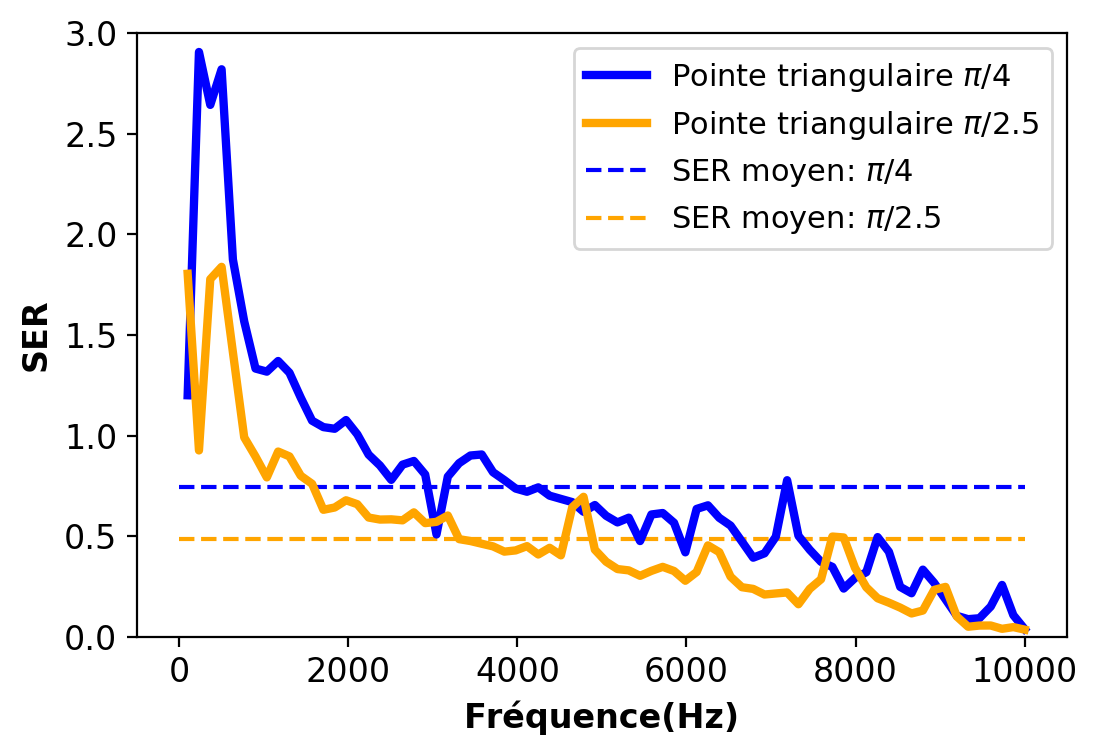 3.0
2.5
2.0
1.5
1.0
0.5
0.0
SER
Pointe triangulaire π/4
Pointe triangulaire π/2.5
SER moyen: π/4
SER moyen: π/2.5
0 2000 4000 6000 8000 10000
Fréquence(Hz)